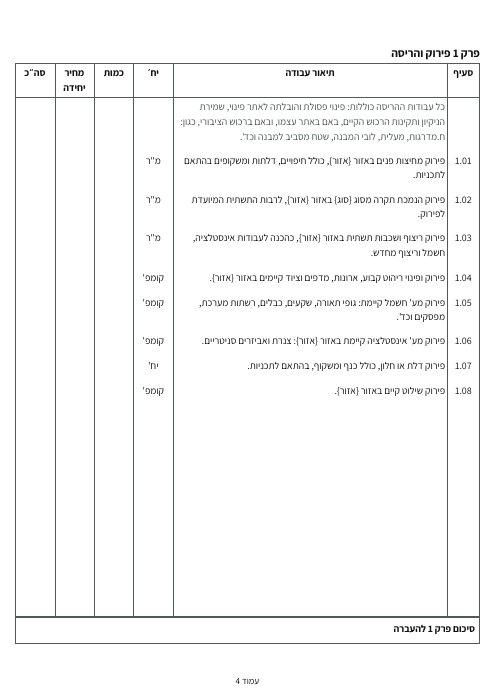 פרק 1 פירוק והריסה
סעיף תיאור עבודה יח׳ כמות מחיר יחידה סה״כ
כל עבודות ההריסה כוללות: פינוי פסולת והובלתה לאתר פינוי, שמירת
הניקיון ותקינות הרכוש הקיים, באם באתר עצמו, ובאם ברכוש הציבורי, כגון:
ח.מדרגות, מעלית, לובי המבנה, שטח מסביב למבנה וכד'.
1.01 פירוק מחיצות פנים באזור {אזור}, כולל חיפויים, דלתות ומשקופים בהתאם מ"ר
לתכניות.
1.02 פירוק הנמכת תקרה מסוג {סוג} באזור {אזור}, לרבות התשתית המיועדת מ"ר
לפירוק.
1.03 פירוק ריצוף ושכבות תשתית באזור {אזור}, כהכנה לעבודות אינסטלציה, מ"ר
חשמל וריצוף מחדש.
1.04 פירוק ופינוי ריהוט קבוע, ארונות, מדפים וציוד קיימים באזור {אזור}. קומפ'
1.05 פירוק מע' חשמל קיימת: גופי תאורה, שקעים, כבלים, רשתות מערכת, קומפ'
מפסקים וכד'.
1.06 פירוק מע' אינסטלציה קיימת באזור {אזור}: צנרת ואביזרים סניטריים. קומפ'
1.07 פירוק דלת או חלון, כולל כנף ומשקוף, בהתאם לתכניות. יח'
1.08 פירוק שילוט קיים באזור {אזור}. קומפ'
סיכום פרק 1 להעברה
עמוד 4